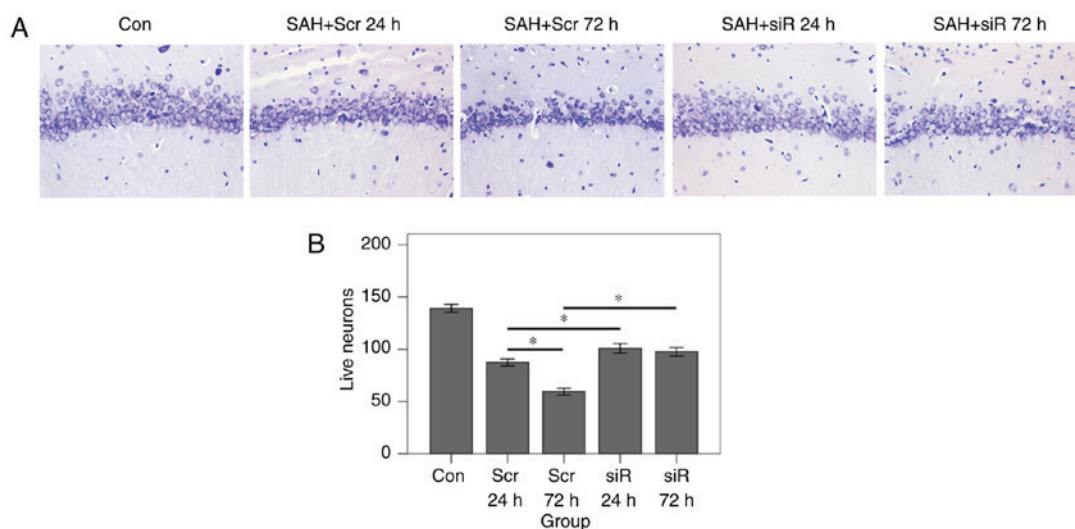 A
Con
SAH+Scr 24 h
SAH+Scr 72 h
SAH+siR 24 h
SAH+siR 72 h
B
200
150
100
50
0
Live neurons
*
*
*
Con
Scr
24 h
Scr
72 h
siR
24 h
siR
72 h
Group